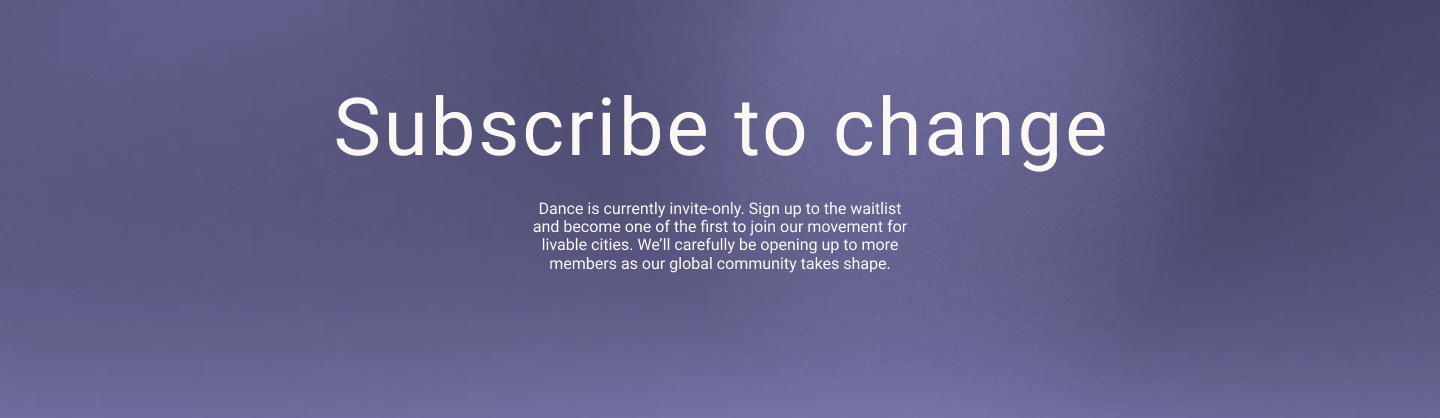 Subscribe to change
Dance is currently invite-only. Sign up to the waitlist
and become one of the first to join our movement for
livable cities. We’ll carefully be opening up to more
members as our global community takes shape.